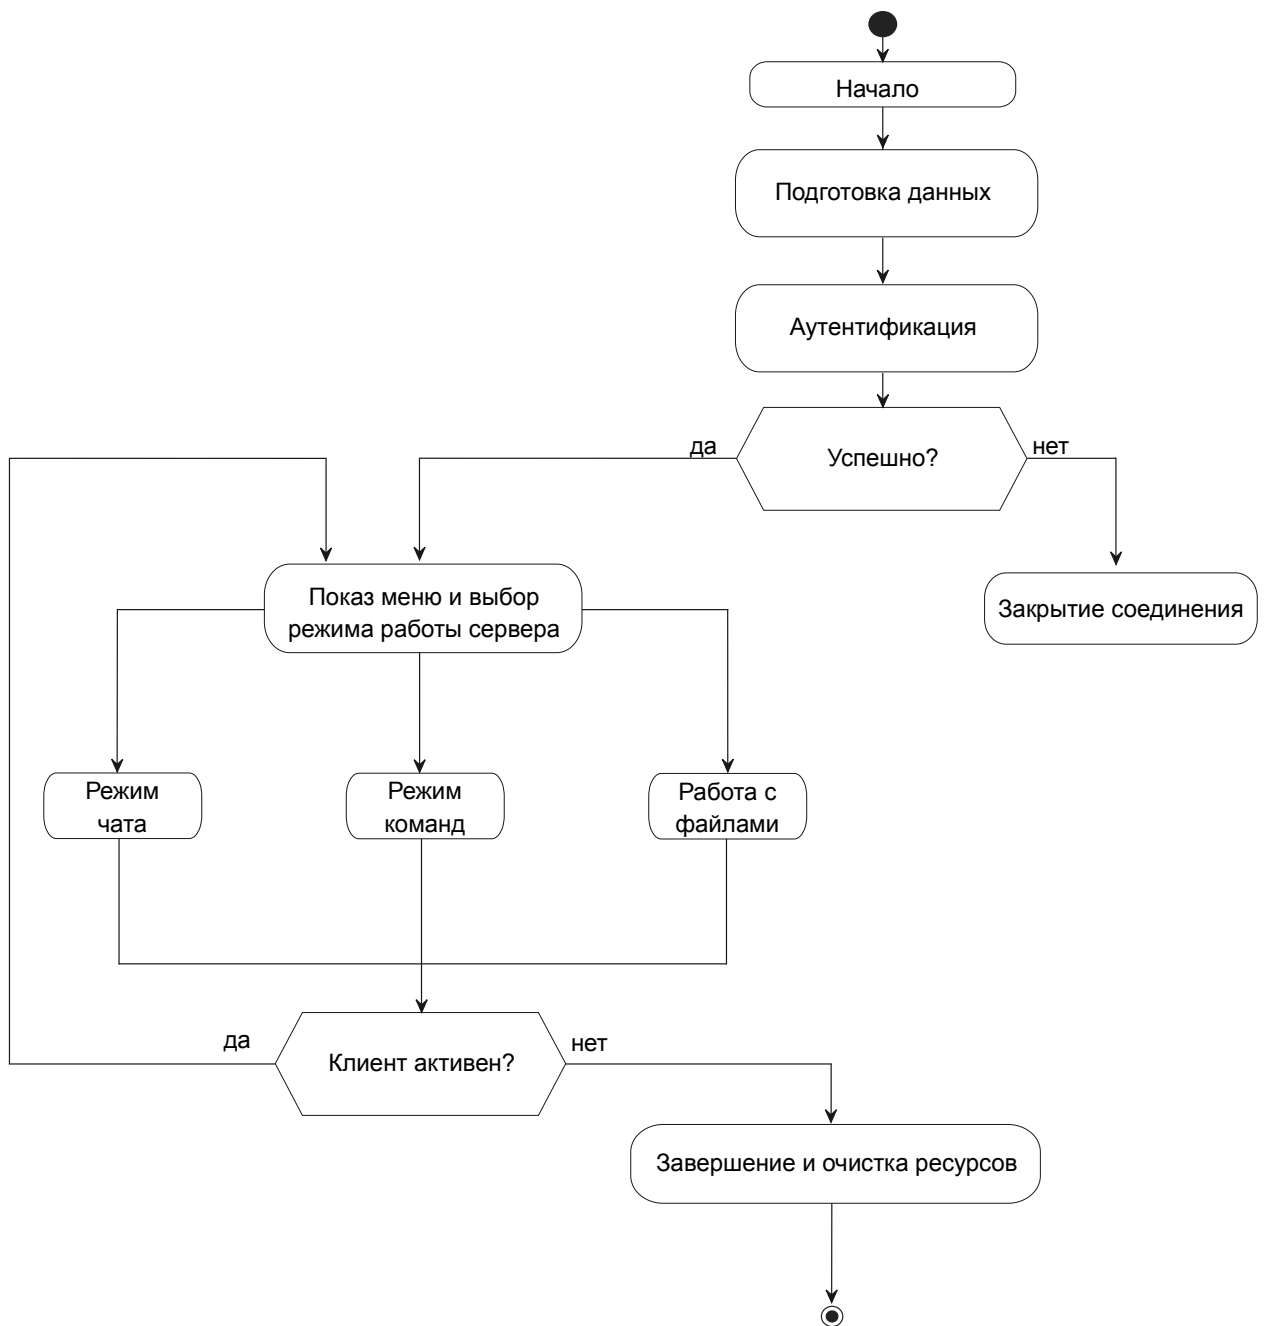 Начало
Подготовка данных
Аутентификация
да
Успешно?
нет
Показ меню и выбор
режима работы сервера
Закрытие соединения
Режим
чата
Режим
команд
Работа с
файлами
да
Клиент активен?
нет
Завершение и очистка ресурсов